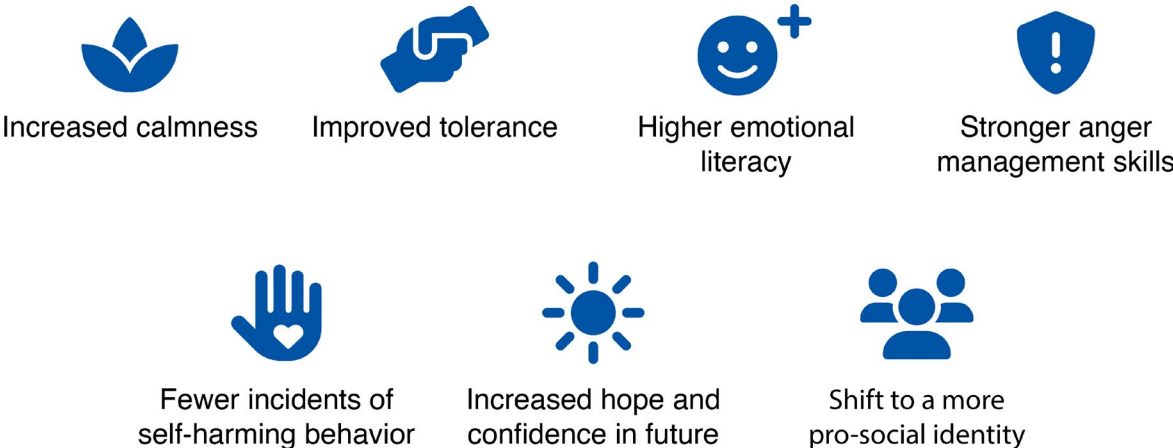 Increased calmness
Improved tolerance
Higher emotional
literacy
Stronger anger
management skills
Fewer incidents of
self-harming behavior
Increased hope and
confidence in future
Shift to a more
pro-social identity